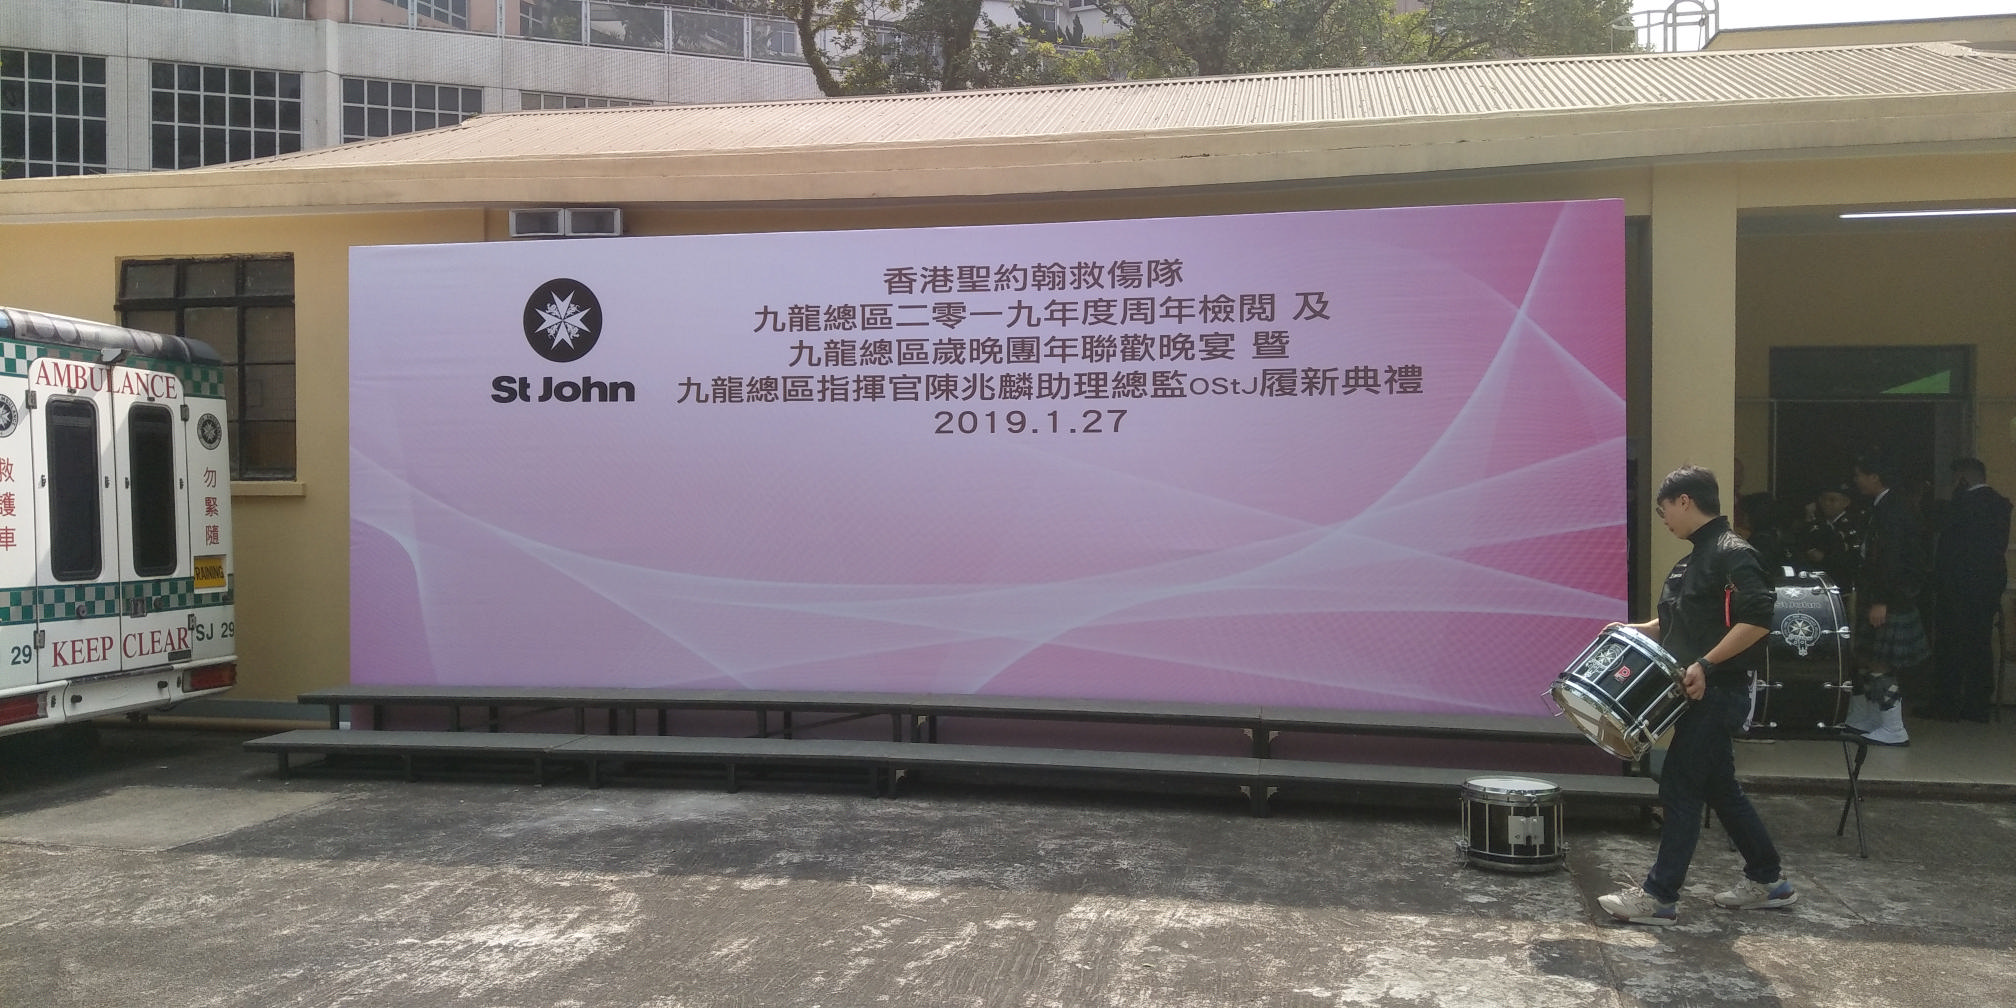 香港聖約翰救傷隊
九龍總區二零一九年度周年檢閱 及
九龍總區歲晚團年聯歡晚宴 暨
九龍總區指揮官陳兆麟助理總監OStJ履新典禮
2019.1.27
St John
AMBULANCE
救護車
勿緊隨
RAINING
KEEP CLEAR
29
SJ 29
St John